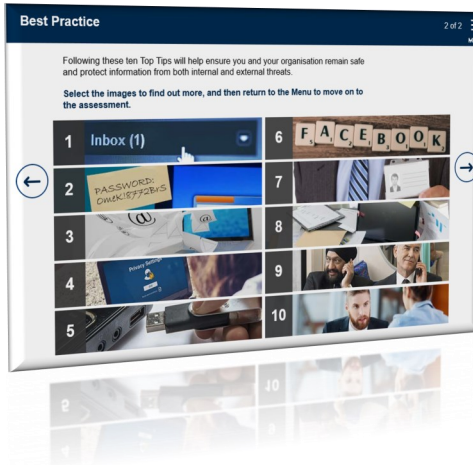 Best Practice
2 of 2
Following these ten Top Tips will help ensure you and your organisation remain safe
and protect information from both internal and external threats.
Select the images to find out more, and then return to the Menu to move on to
the assessment.
1
Inbox (1)
2
PASSWORD:
3
@
4
Privacy Settings
5
6
FACEBOOK
7
8
9
10